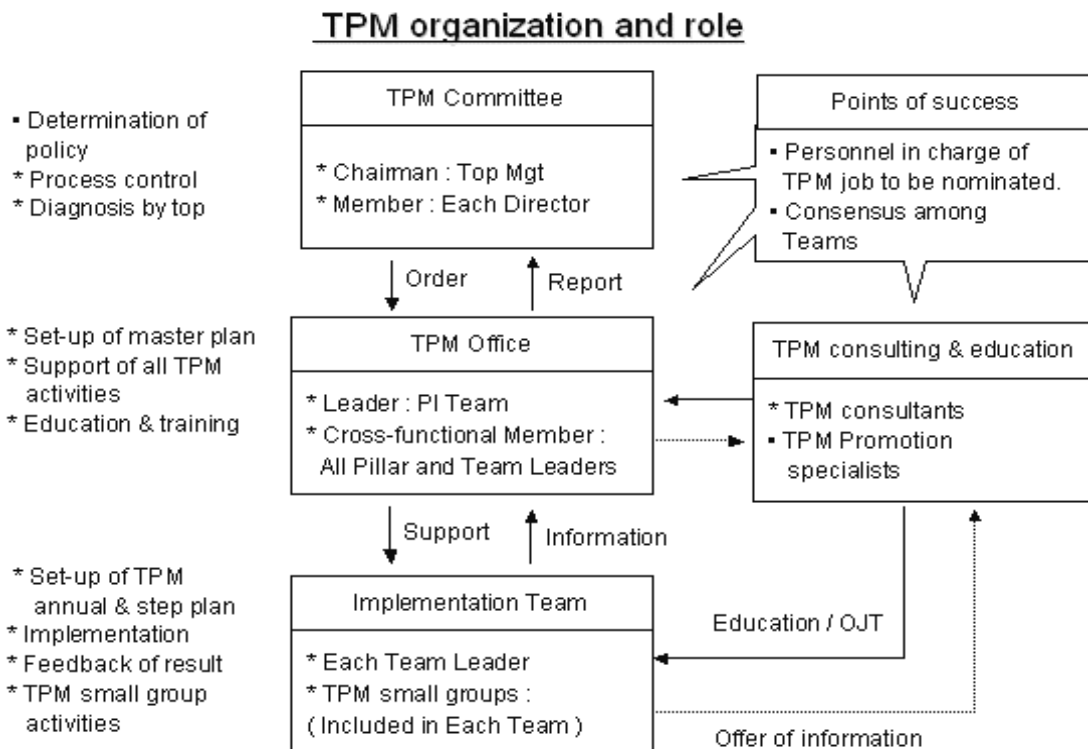 TPM organization and role
▪ Determination of
policy
* Process control
* Diagnosis by top
TPM Committee
* Chairman : Top Mgt
* Member : Each Director
Points of success
▪ Personnel in charge of
TPM job to be nominated.
▪ Consensus among
Teams
Order
Report
* Set-up of master plan
* Support of all TPM
activities
* Education & training
TPM Office
* Leader : PI Team
* Cross-functional Member :
All Pillar and Team Leaders
TPM consulting & education
* TPM consultants
▪ TPM Promotion
specialists
Support
Information
* Set-up of TPM
annual & step plan
* Implementation
* Feedback of result
* TPM small group
activities
Implementation Team
* Each Team Leader
* TPM small groups :
( Included in Each Team )
Education / OJT
Offer of information